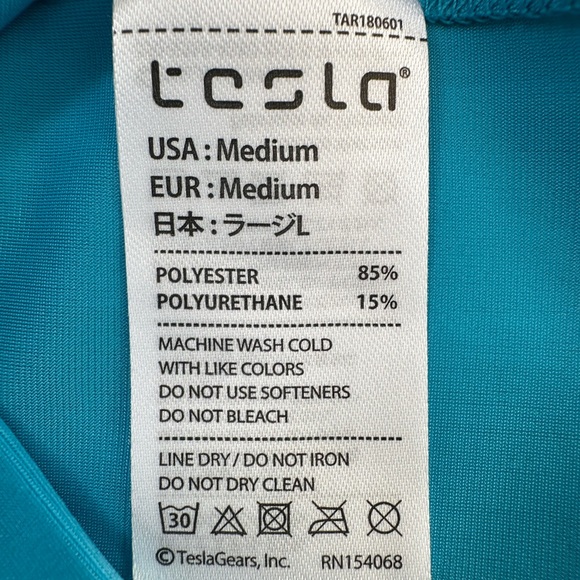 TAR180601
tesla®
USA : Medium
EUR : Medium
日本 : ラージL
POLYESTER 85%
POLYURETHANE 15%
MACHINE WASH COLD
WITH LIKE COLORS
DO NOT USE SOFTENERS
DO NOT BLEACH
LINE DRY / DO NOT IRON
DO NOT DRY CLEAN
30
©TeslaGears, Inc. RN154068